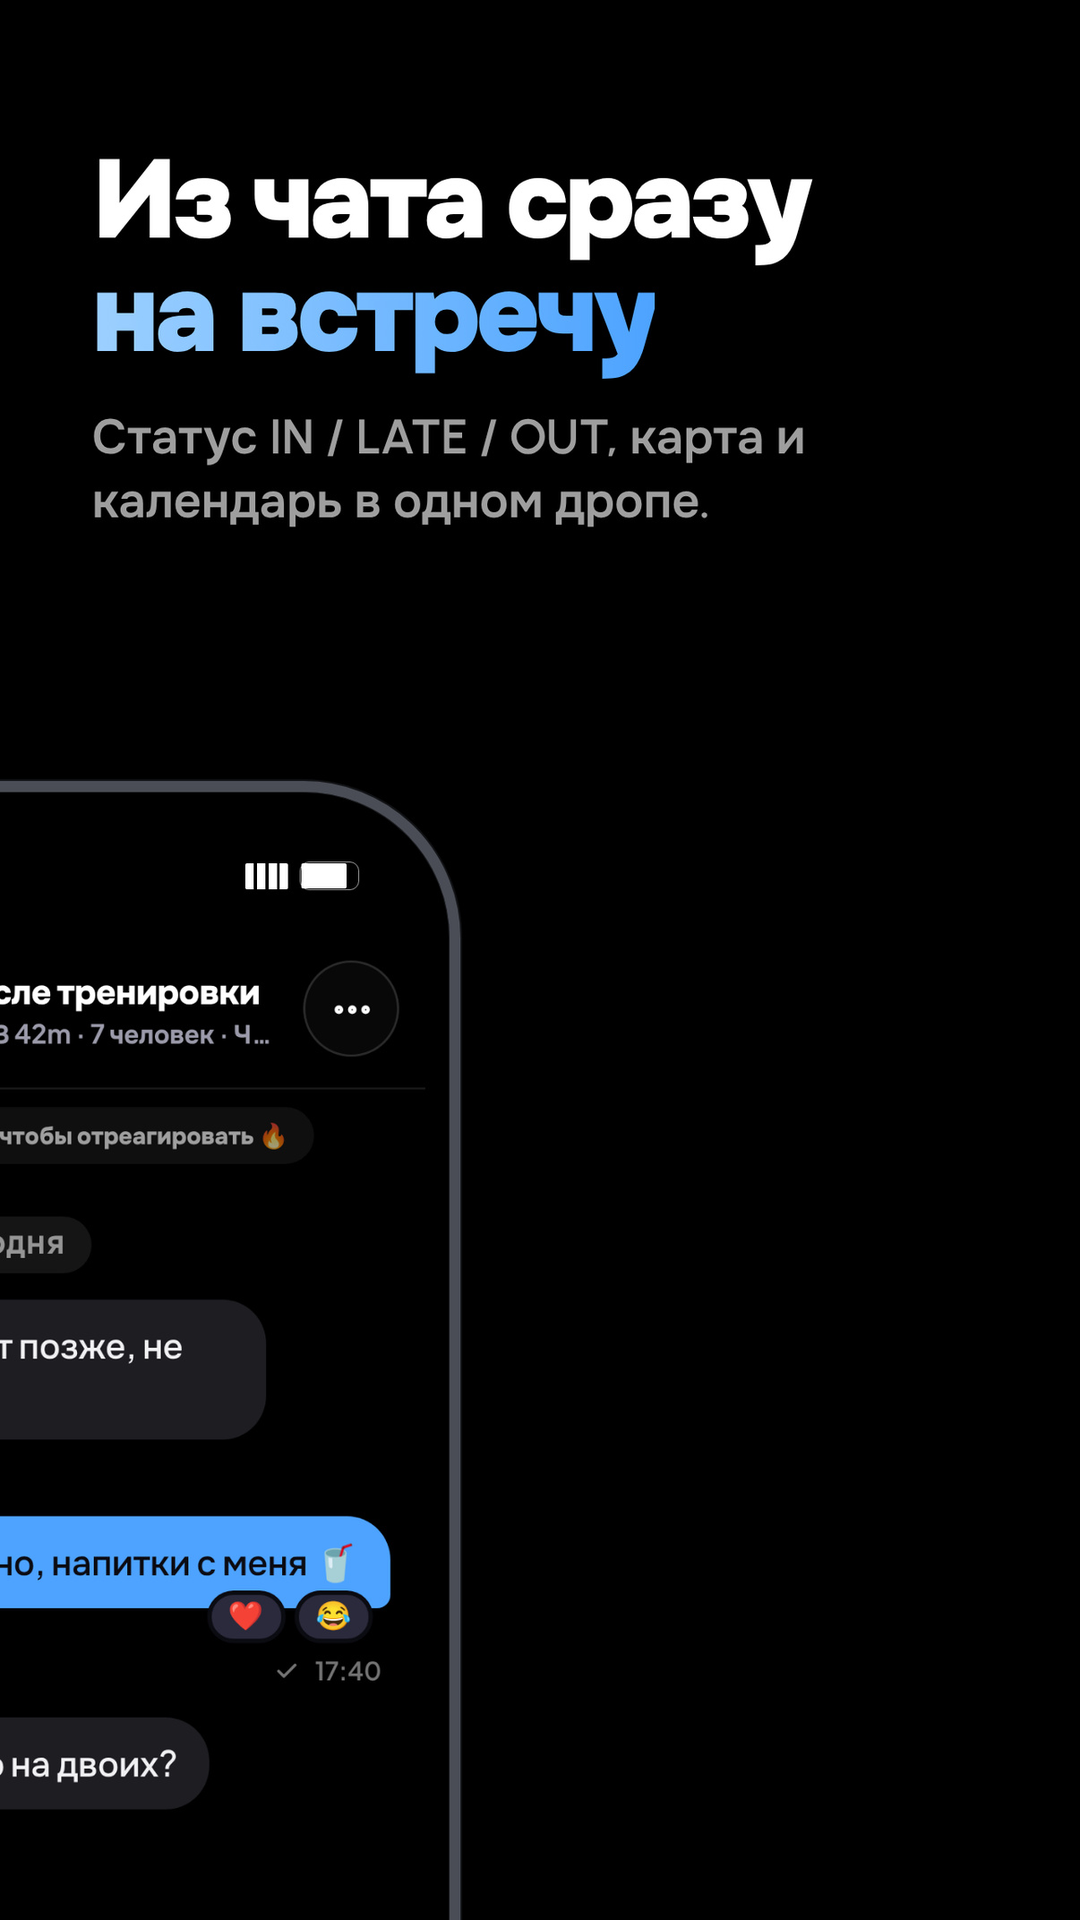 Из чата сразу
на встречу
Статус IN / LATE / OUT, карта и
календарь в одном дропе.
сле тренировки
42m · 7 человек · Ч…
чтобы отреагировать 🔥
одня
т позже, не
но, напитки с меня 🥤
❤️ 😂
✓ 17:40
о на двоих?